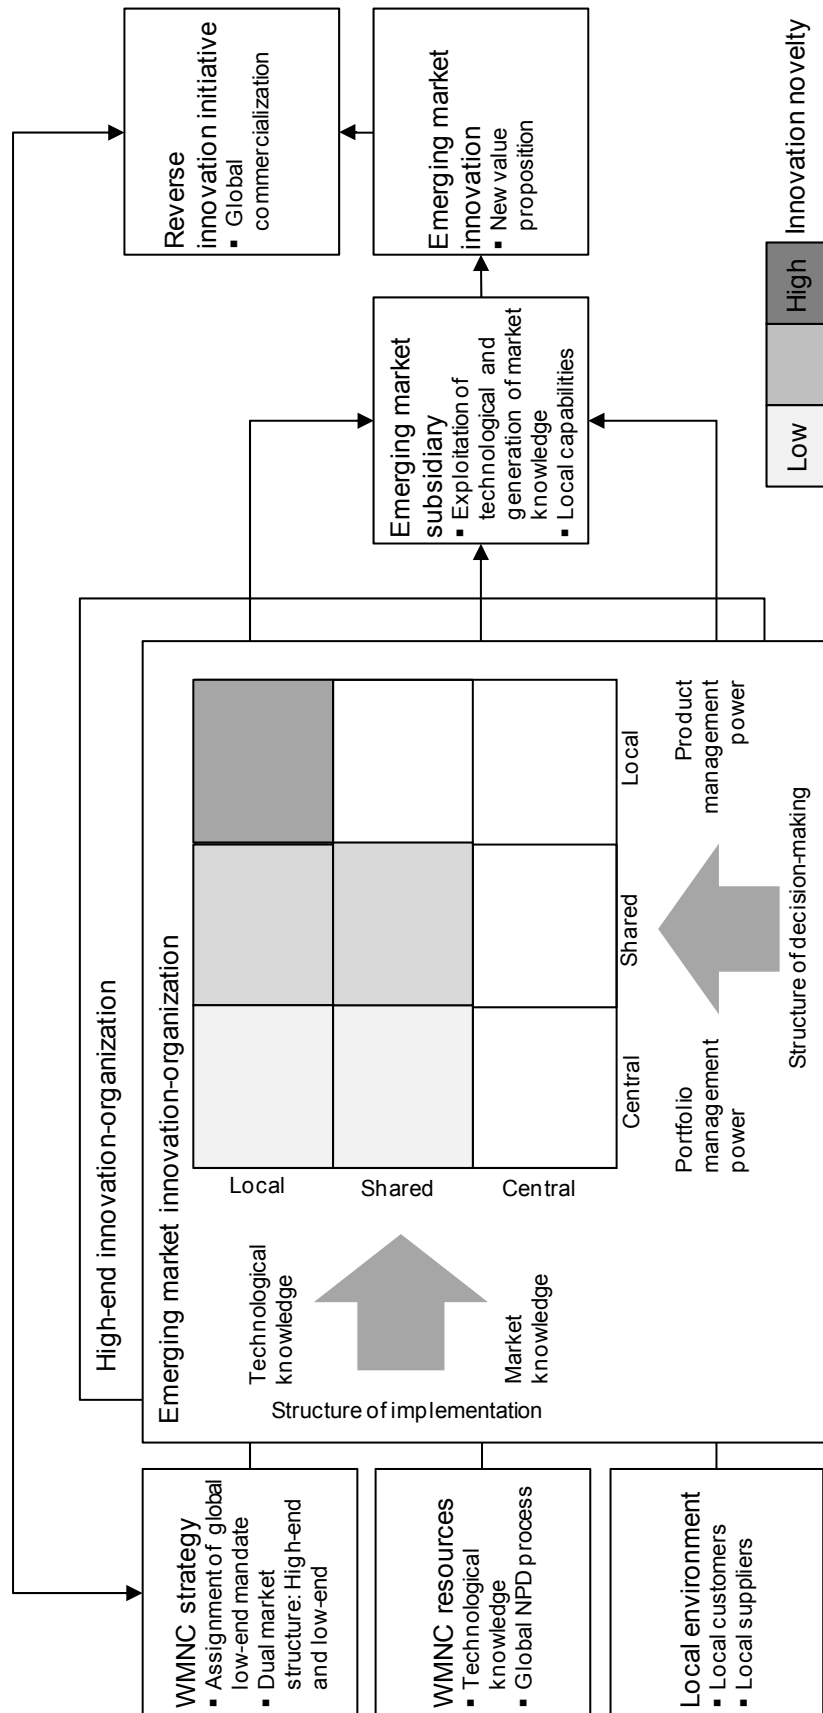 WMNC strategy
▪ Assignment of global
low-end mandate
▪ Dual market
structure: High-end
and low-end
WMNC resources
▪ Technological
knowledge
▪ Global NPD process
Local environment
▪ Local customers
▪ Local suppliers
High-end innovation-organization
Emerging market innovation-organization
Technological
knowledge
Market
knowledge
Structure of implementation
Local
Shared
Central
Central
Shared
Local
Portfolio
management
power
Product
management
power
Structure of decision-making
Emerging market
subsidiary
▪ Exploitation of
technological and
generation of market
knowledge
▪ Local capabilities
Emerging market
innovation
▪ New value
proposition
Reverse
innovation initiative
▪ Global
commercialization
Low
High
Innovation novelty